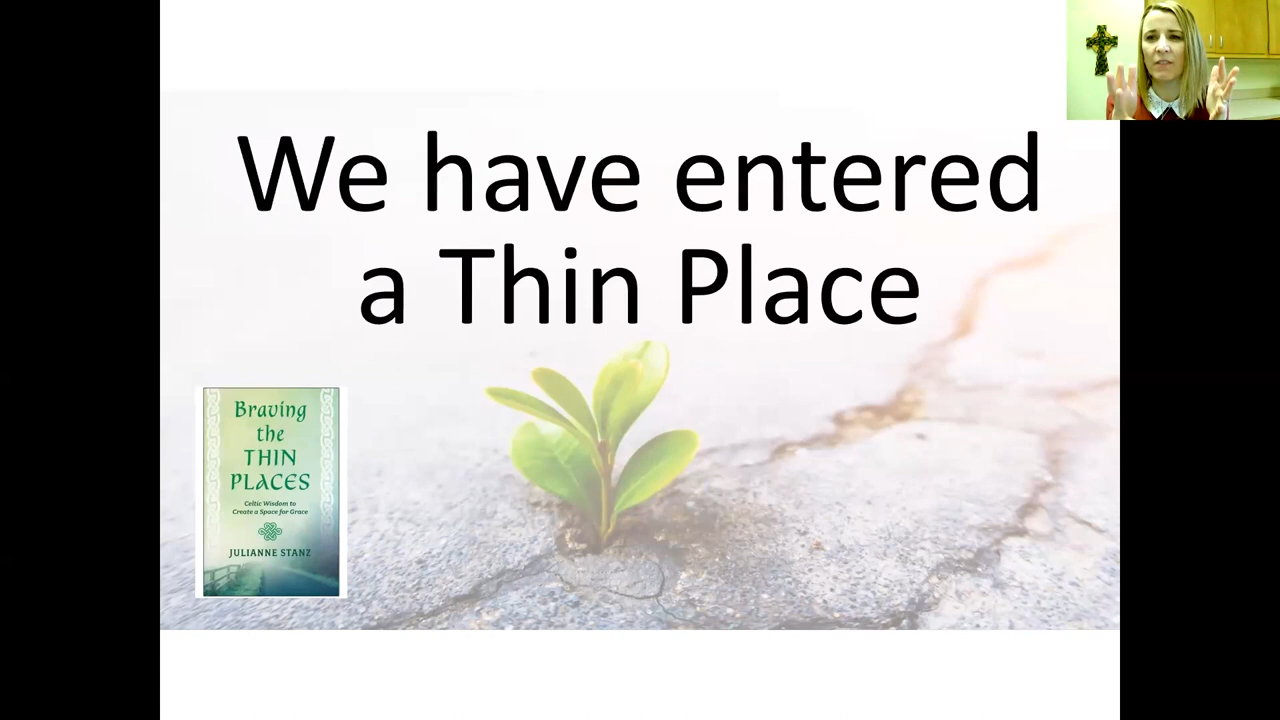 We have entered
a Thin Place
Braving
the
THIN
PLACES
Celtic Wisdom to
Create a Space for Grace
JULIANNE STANZ